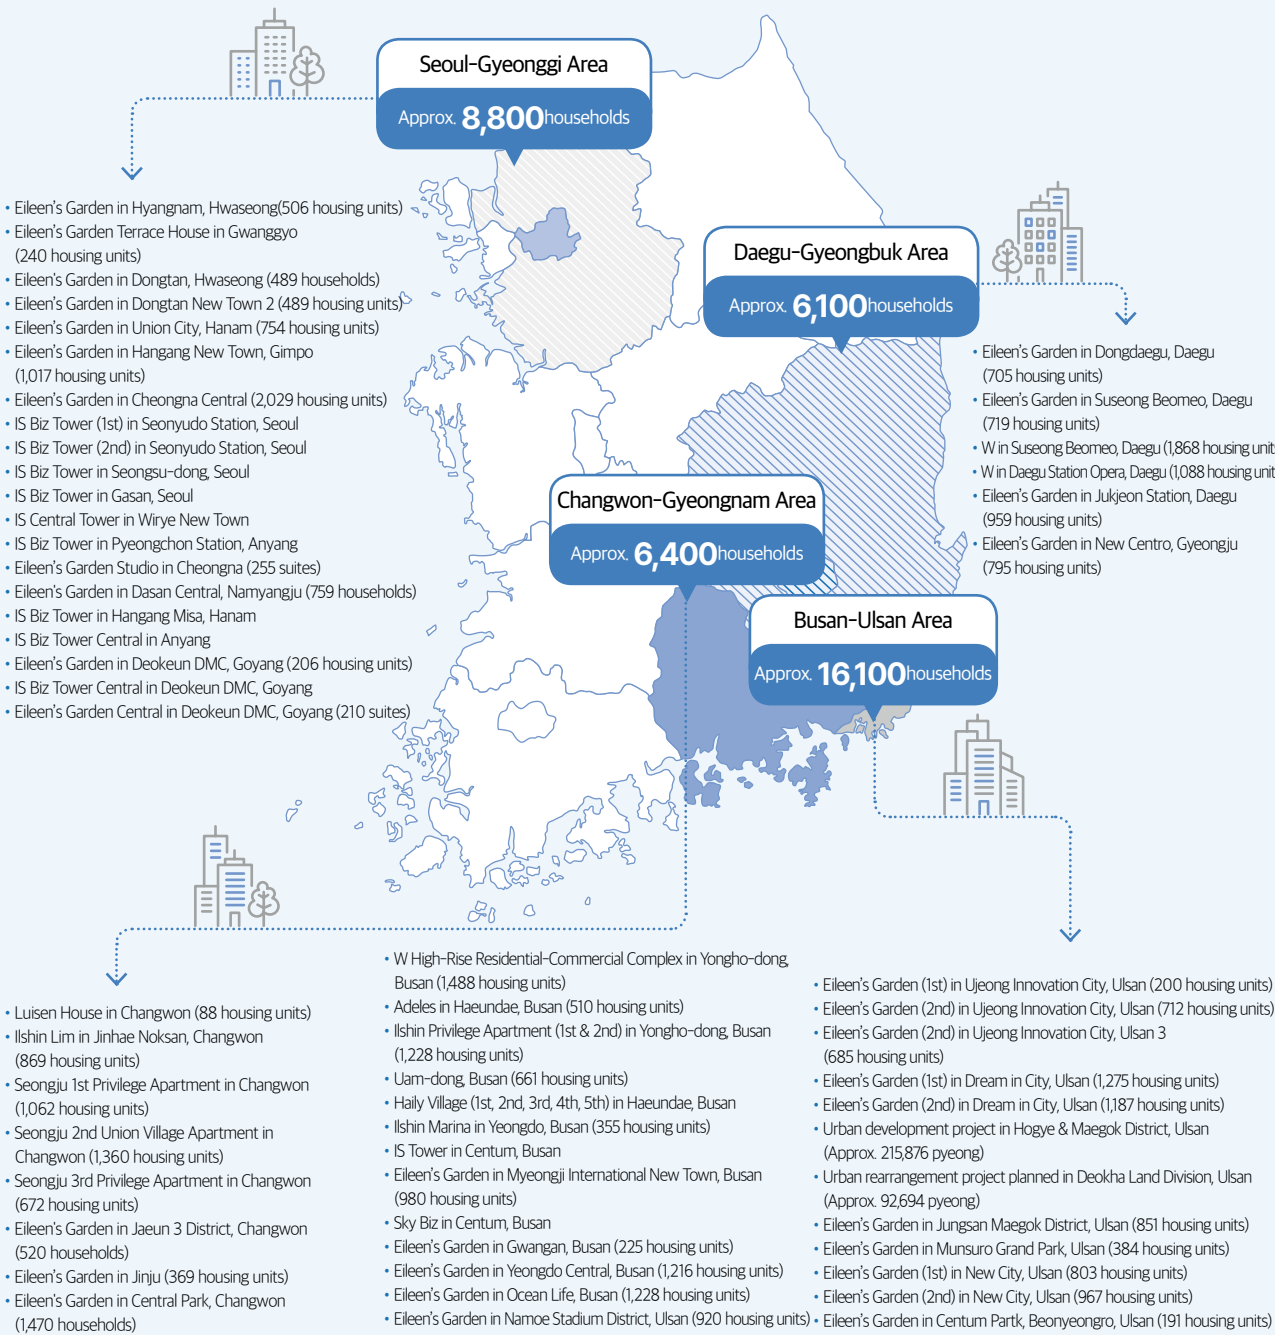 Seoul-Gyeonggi Area
Approx. 8,800 households
• Eileen's Garden in Hyangnam, Hwaseong(506 housing units)
• Eileen's Garden Terrace House in Gwanggyo
(240 housing units)
• Eileen's Garden in Dongtan, Hwaseong (489 households)
• Eileen's Garden in Dongtan New Town 2 (489 housing units)
• Eileen's Garden in Union City, Hanam (754 housing units)
• Eileen's Garden in Hangang New Town, Gimpo
(1,017 housing units)
• Eileen's Garden in Cheongna Central (2,029 housing units)
• IS Biz Tower (1st) in Seonyudo Station, Seoul
• IS Biz Tower (2nd) in Seonyudo Station, Seoul
• IS Biz Tower in Seongsu-dong, Seoul
• IS Biz Tower in Gasan, Seoul
• IS Central Tower in Wirye New Town
• IS Biz Tower in Pyeongchon Station, Anyang
• Eileen's Garden Studio in Cheongna (255 suites)
• Eileen's Garden in Dasan Central, Namyangju (759 households)
• IS Biz Tower in Hangang Misa, Hanam
• IS Biz Tower Central in Anyang
• Eileen's Garden in Deokeun DMC, Goyang (206 housing units)
• IS Biz Tower Central in Deokeun DMC, Goyang
• Eileen's Garden Central in Deokeun DMC, Goyang (210 suites)
Daegu-Gyeongbuk Area
Approx. 6,100 households
• Eileen's Garden in Dongdaegu, Daegu
(705 housing units)
• Eileen's Garden in Suseong Beomeo, Daegu
(719 housing units)
• W in Suseong Beomeo, Daegu (1,868 housing unit
• W in Daegu Station Opera, Daegu (1,088 housing unit
• Eileen's Garden in Jukjeon Station, Daegu
(959 housing units)
• Eileen's Garden in New Centro, Gyeongju
(795 housing units)
Changwon-Gyeongnam Area
Approx. 6,400 households
Busan-Ulsan Area
Approx. 16,100 households
• Luisen House in Changwon (88 housing units)
• Ilshin Lim in Jinhae Noksan, Changwon
(869 housing units)
• Seongju 1st Privilege Apartment in Changwon
(1,062 housing units)
• Seongju 2nd Union Village Apartment in
Changwon (1,360 housing units)
• Seongju 3rd Privilege Apartment in Changwon
(672 housing units)
• Eileen's Garden in Jaeun 3 District, Changwon
(520 households)
• Eileen's Garden in Jinju (369 housing units)
• Eileen's Garden in Central Park, Changwon
(1,470 households)
• W High-Rise Residential-Commercial Complex in Yongho-dong,
Busan (1,488 housing units)
• Adeles in Haeundae, Busan (510 housing units)
• Ilshin Privilege Apartment (1st & 2nd) in Yongho-dong, Busan
(1,228 housing units)
• Uam-dong, Busan (661 housing units)
• Haily Village (1st, 2nd, 3rd, 4th, 5th) in Haeundae, Busan
• Ilshin Marina in Yeongdo, Busan (355 housing units)
• IS Tower in Centum, Busan
• Eileen's Garden in Myeongji International New Town, Busan
(980 housing units)
• Sky Biz in Centum, Busan
• Eileen's Garden in Gwangan, Busan (225 housing units)
• Eileen's Garden in Yeongdo Central, Busan (1,216 housing units)
• Eileen's Garden in Ocean Life, Busan (1,228 housing units)
• Eileen's Garden in Namoe Stadium District, Ulsan (920 housing units)
• Eileen's Garden (1st) in Ujeong Innovation City, Ulsan (200 housing units)
• Eileen's Garden (2nd) in Ujeong Innovation City, Ulsan (712 housing units)
• Eileen's Garden (2nd) in Ujeong Innovation City, Ulsan 3
(685 housing units)
• Eileen's Garden (1st) in Dream in City, Ulsan (1,275 housing units)
• Eileen's Garden (2nd) in Dream in City, Ulsan (1,187 housing units)
• Urban development project in Hogye & Maegok District, Ulsan
(Approx. 215,876 pyeong)
• Urban rearrangement project planned in Deokha Land Division, Ulsan
(Approx. 92,694 pyeong)
• Eileen's Garden in Jungsan Maegok District, Ulsan (851 housing units)
• Eileen's Garden in Munsuro Grand Park, Ulsan (384 housing units)
• Eileen's Garden (1st) in New City, Ulsan (803 housing units)
• Eileen's Garden (2nd) in New City, Ulsan (967 housing units)
• Eileen's Garden in Centum Partk, Beonyeongro, Ulsan (191 housing units)